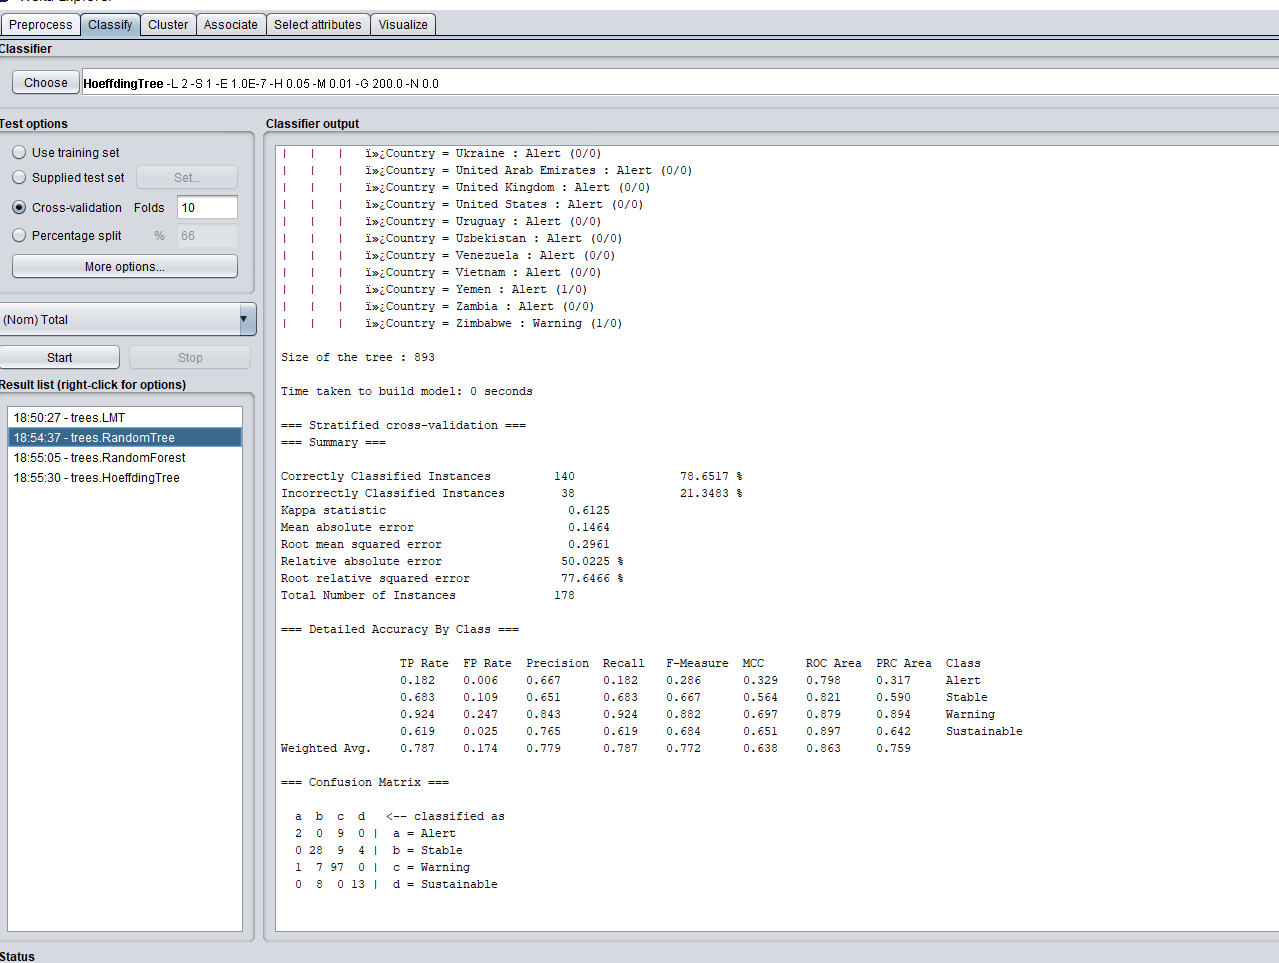 Preprocess Classify Cluster Associate Select attributes Visualize
Classifier
Choose HoeffdingTree -L 2 -S 1 -E 1.0E-7 -H 0.05 -M 0.01 -G 200.0 -N 0.0
Test options
Use training set
Supplied test set Set...
Cross-validation Folds 10
Percentage split % 66
More options...
(Nom) Total
Start Stop
Result list (right-click for options)
18:50:27 - trees.LMT
18:54:37 - trees.RandomTree
18:55:05 - trees.RandomForest
18:55:30 - trees.HoeffdingTree
Classifier output
| | | ï»¿Country = Ukraine : Alert (0/0)
| | | ï»¿Country = United Arab Emirates : Alert (0/0)
| | | ï»¿Country = United Kingdom : Alert (0/0)
| | | ï»¿Country = United States : Alert (0/0)
| | | ï»¿Country = Uruguay : Alert (0/0)
| | | ï»¿Country = Uzbekistan : Alert (0/0)
| | | ï»¿Country = Venezuela : Alert (0/0)
| | | ï»¿Country = Vietnam : Alert (0/0)
| | | ï»¿Country = Yemen : Alert (1/0)
| | | ï»¿Country = Zambia : Alert (0/0)
| | | ï»¿Country = Zimbabwe : Warning (1/0)
Size of the tree : 893
Time taken to build model: 0 seconds
=== Stratified cross-validation ===
=== Summary ===
Correctly Classified Instances 140 78.6517 %
Incorrectly Classified Instances 38 21.3483 %
Kappa statistic 0.6125
Mean absolute error 0.1464
Root mean squared error 0.2961
Relative absolute error 50.0225 %
Root relative squared error 77.6466 %
Total Number of Instances 178
=== Detailed Accuracy By Class ===
TP Rate FP Rate Precision Recall F-Measure MCC ROC Area PRC Area Class
0.182 0.006 0.667 0.182 0.286 0.329 0.798 0.317 Alert
0.683 0.109 0.651 0.683 0.667 0.564 0.821 0.590 Stable
0.924 0.247 0.843 0.924 0.882 0.697 0.879 0.894 Warning
0.619 0.025 0.765 0.619 0.684 0.651 0.897 0.642 Sustainable
Weighted Avg. 0.787 0.174 0.779 0.787 0.772 0.638 0.863 0.759
=== Confusion Matrix ===
a b c d <-- classified as
2 0 9 0 | a = Alert
0 28 9 4 | b = Stable
1 7 97 0 | c = Warning
0 8 0 13 | d = Sustainable
Status